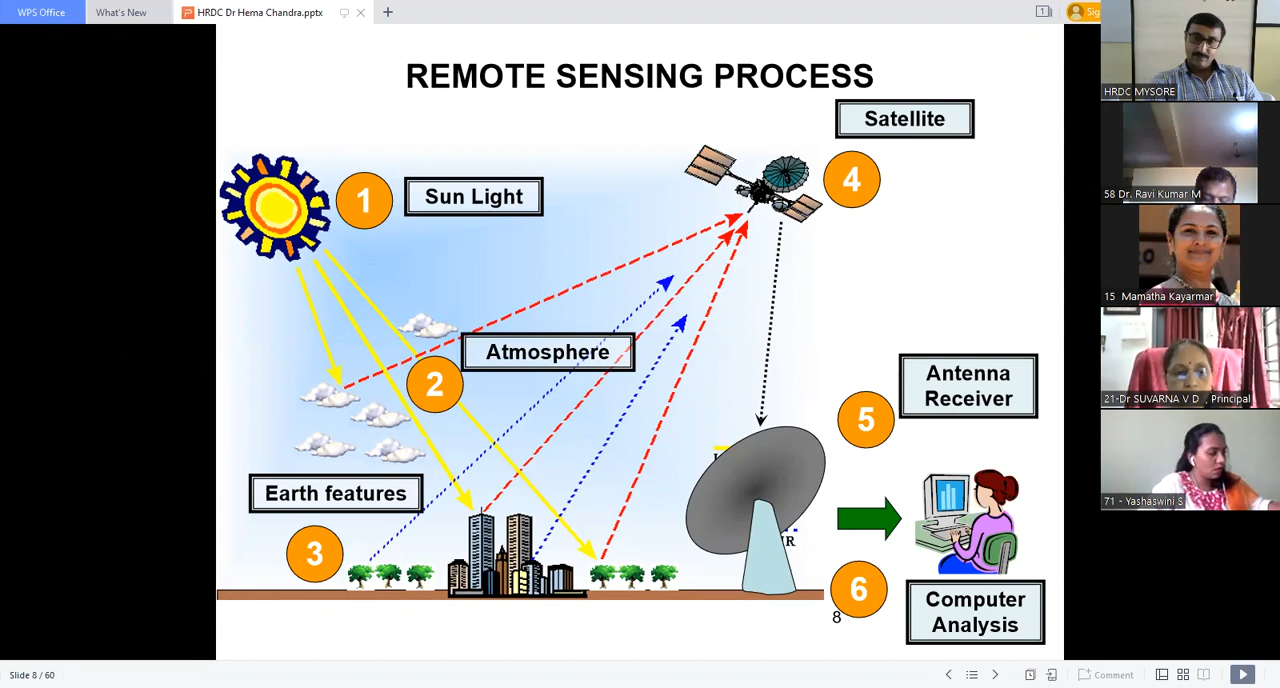 WPS Office
What's New
HRDC Dr Hema Chandra.pptx
1
Sig
REMOTE SENSING PROCESS
Satellite
4
1
Sun Light
Atmosphere
2
Antenna
Receiver
5
Earth features
3
6
8
Computer
Analysis
HRDC MYSORE
58 Dr. Ravi Kumar M
15 Mamatha Kayarmar
21-Dr SUVARNA V D , Principal
71 - Yashaswini S
Slide 8 / 60
Comment